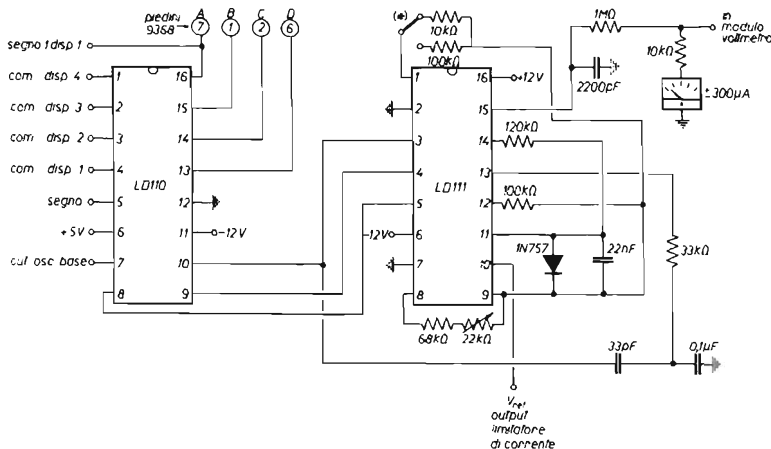 piedini
9368
A
7
B
1
C
2
D
6
segno 1 disp 1
com disp 4
com disp 3
com disp 2
com disp 1
segno
+5V
out osc base
1
2
3
4
5
6
7
8
LD110
16
15
14
13
12
11
10
9
-12V
(*)
10kΩ
100kΩ
1
2
3
4
5
6
7
8
-12V
LD111
16
15
14
13
12
11
10
9
+12V
2200pF
1MΩ
in
modulo
voltmetro
10kΩ
±300µA
120kΩ
100kΩ
1N757
22nF
33kΩ
68kΩ
22kΩ
33pF
0,1µF
Vref
output
limitatore
di corrente